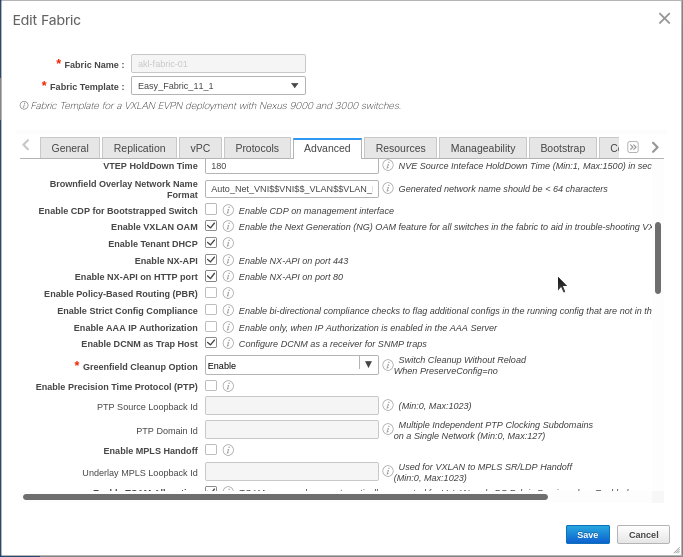 Edit Fabric
* Fabric Name : akl-fabric-01
* Fabric Template : Easy_Fabric_11_1
Fabric Template for a VXLAN EVPN deployment with Nexus 9000 and 3000 switches.
General Replication vPC Protocols Advanced Resources Manageability Bootstrap
VTEP HoldDown Time 180 NVE Source Inteface HoldDown Time (Min:1, Max:1500) in sec
Brownfield Overlay Network Name
Format Auto_Net_VNI$$VNI$$_VLAN$$VLAN_ Generated network name should be < 64 characters
Enable CDP for Bootstrapped Switch Enable CDP on management interface
Enable VXLAN OAM Enable the Next Generation (NG) OAM feature for all switches in the fabric to aid in trouble-shooting VX
Enable Tenant DHCP
Enable NX-API Enable NX-API on port 443
Enable NX-API on HTTP port Enable NX-API on port 80
Enable Policy-Based Routing (PBR)
Enable Strict Config Compliance Enable bi-directional compliance checks to flag additional configs in the running config that are not in th
Enable AAA IP Authorization Enable only, when IP Authorization is enabled in the AAA Server
Enable DCNM as Trap Host Configure DCNM as a receiver for SNMP traps
* Greenfield Cleanup Option Enable Switch Cleanup Without Reload
When PreserveConfig=no
Enable Precision Time Protocol (PTP)
PTP Source Loopback Id (Min:0, Max:1023)
PTP Domain Id Multiple Independent PTP Clocking Subdomains
on a Single Network (Min:0, Max:127)
Enable MPLS Handoff
Underlay MPLS Loopback Id Used for VXLAN to MPLS SR/LDP Handoff
(Min:0, Max:1023)
Save Cancel